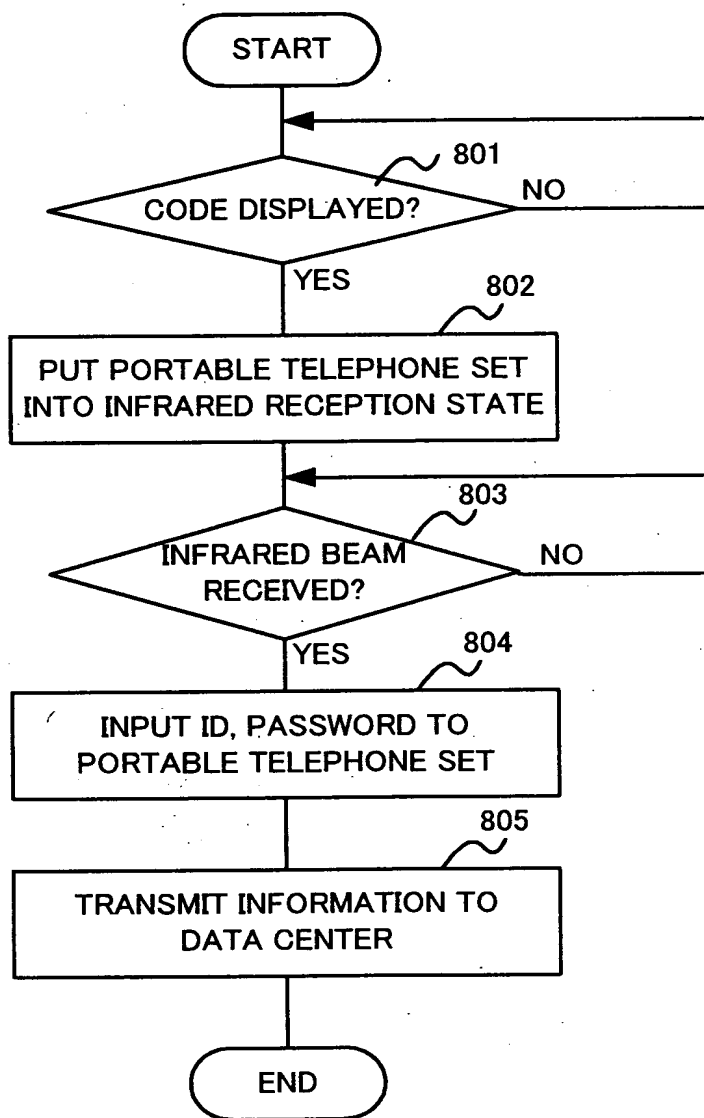 START
801
CODE DISPLAYED?
NO
YES
802
PUT PORTABLE TELEPHONE SET
INTO INFRARED RECEPTION STATE
803
INFRARED BEAM
RECEIVED?
NO
YES
804
INPUT ID, PASSWORD TO
PORTABLE TELEPHONE SET
805
TRANSMIT INFORMATION TO
DATA CENTER
END